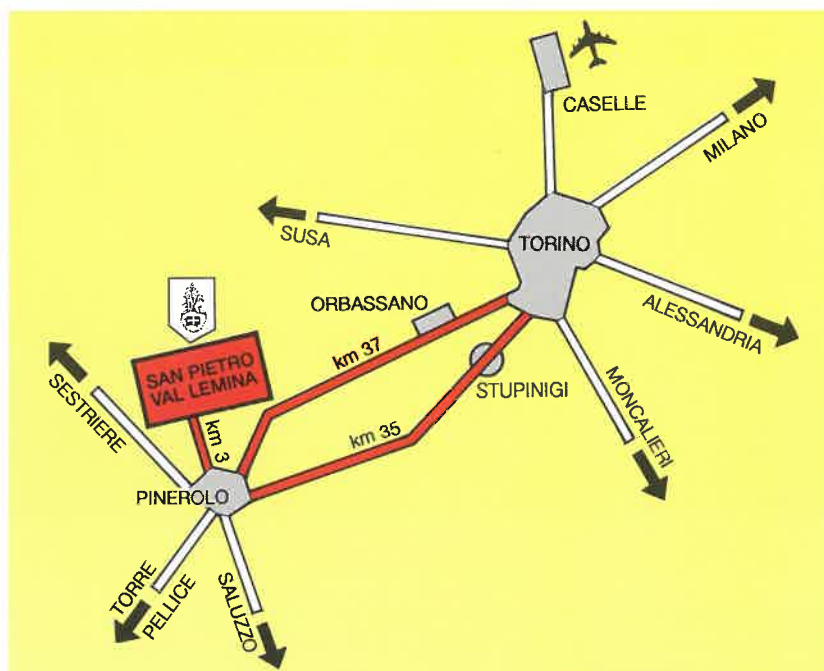 CASELLE
MILANO
SUSA
TORINO
ORBASSANO
ALESSANDRIA
km 37
SAN PIETRO
VAL LEMINA
STUPINIGI
SESTRIERE
MONCALIERI
km 3
km 35
PINEROLO
TORRE
PELLICE
SALUZZO